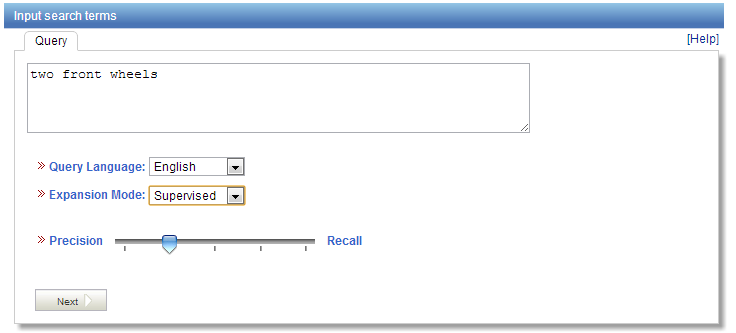 Input search terms
Query
[Help]
two front wheels
Query Language: English
Expansion Mode: Supervised
Precision Recall
Next